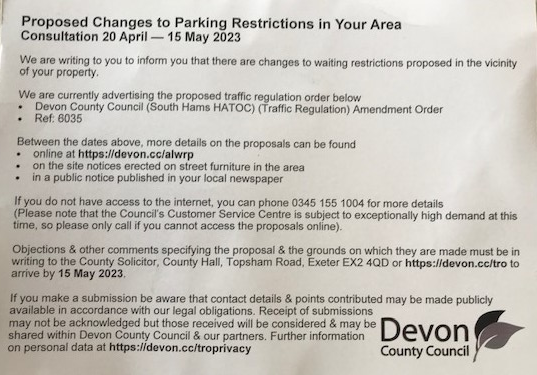 Proposed Changes to Parking Restrictions in Your Area
Consultation 20 April — 15 May 2023
We are writing to you to inform you that there are changes to waiting restrictions proposed in the vicinity
of your property.
We are currently advertising the proposed traffic regulation order below
• Devon County Council (South Hams HATOC) (Traffic Regulation) Amendment Order
• Ref: 6035
Between the dates above, more details on the proposals can be found
• online at https://devon.cc/alwrp
• on the site notices erected on street furniture in the area
• in a public notice published in your local newspaper
If you do not have access to the internet, you can phone 0345 155 1004 for more details
(Please note that the Council's Customer Service Centre is subject to exceptionally high demand at this
time, so please only call if you cannot access the proposals online).
Objections & other comments specifying the proposal & the grounds on which they are made must be in
writing to the County Solicitor, County Hall, Topsham Road, Exeter EX2 4QD or https://devon.cc/tro to
arrive by 15 May 2023.
If you make a submission be aware that contact details & points contributed may be made publicly
available in accordance with our legal obligations. Receipt of submissions
may not be acknowledged but those received will be considered & may be
shared within Devon County Council & our partners. Further information
on personal data at https://devon.cc/troprivacy
Devon
County Council